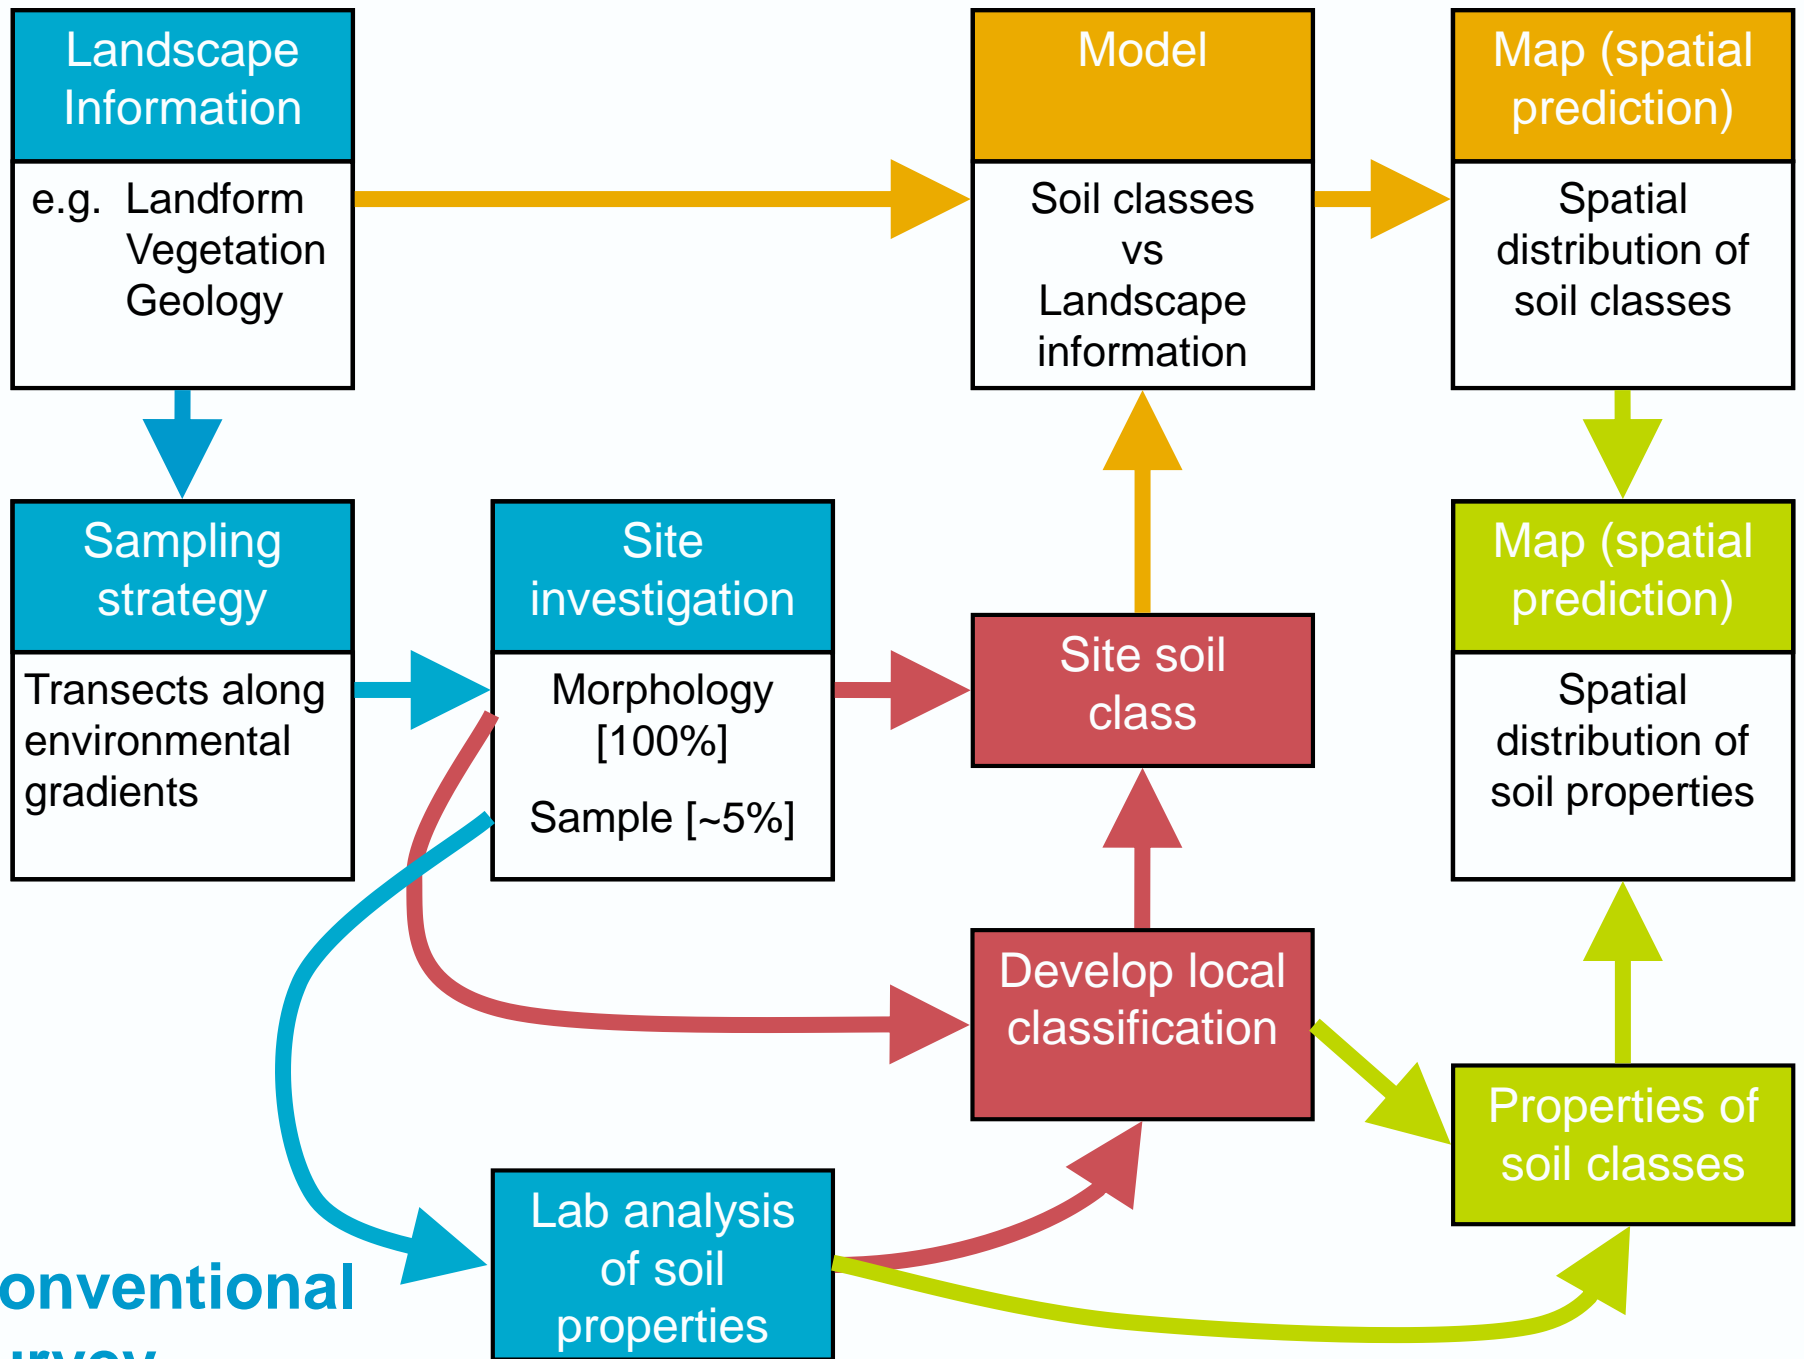 Landscape
Information
e.g. Landform
Vegetation
Geology
Model
Soil classes
vs
Landscape
information
Map (spatial
prediction)
Spatial
distribution of
soil classes
Sampling
strategy
Transects along
environmental
gradients
Site
investigation
Morphology
[100%]
Sample [~5%]
Site soil
class
Map (spatial
prediction)
Spatial
distribution of
soil properties
Develop local
classification
Properties of
soil classes
Lab analysis
of soil
properties
onventional
urvey